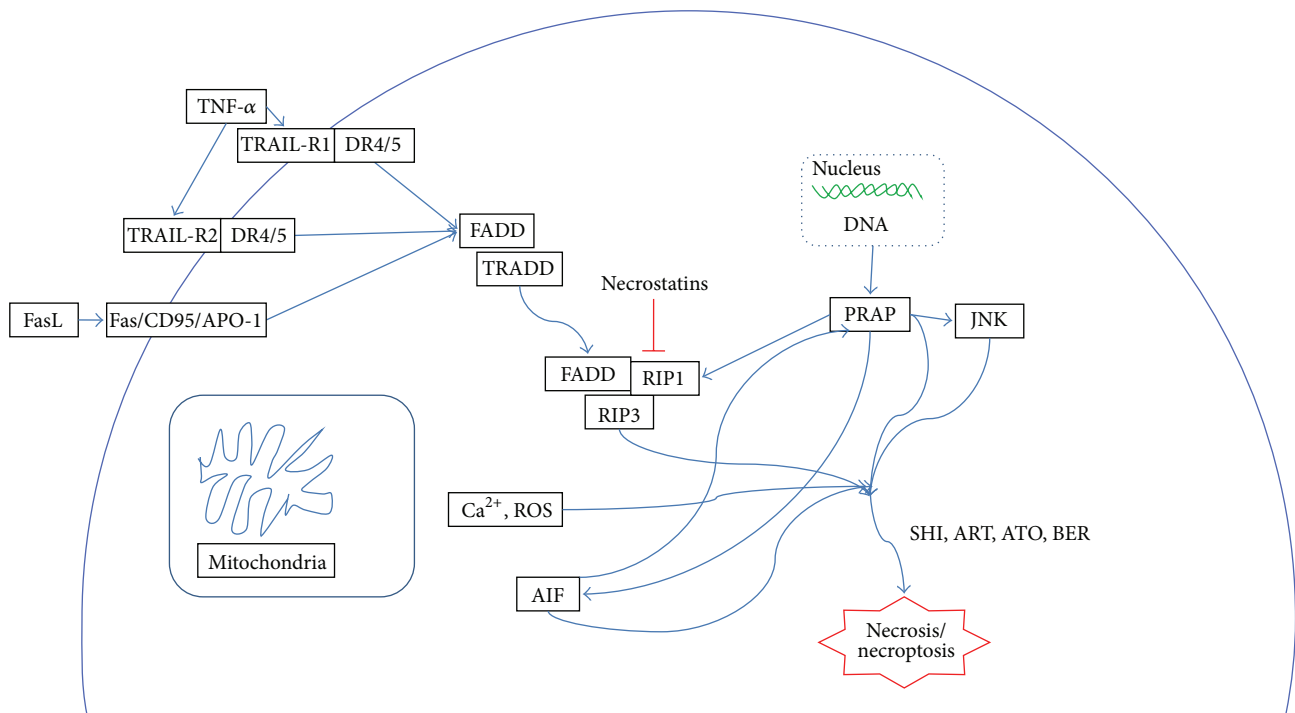 TNF-α
TRAIL-R1 DR4/5
TRAIL-R2 DR4/5
FasL
Fas/CD95/APO-1
FADD
TRADD
Necrostatins
FADD
RIP1
RIP3
Nucleus
DNA
PRAP
JNK
Mitochondria
Ca²⁺, ROS
AIF
SHI, ART, ATO, BER
Necrosis/
necroptosis